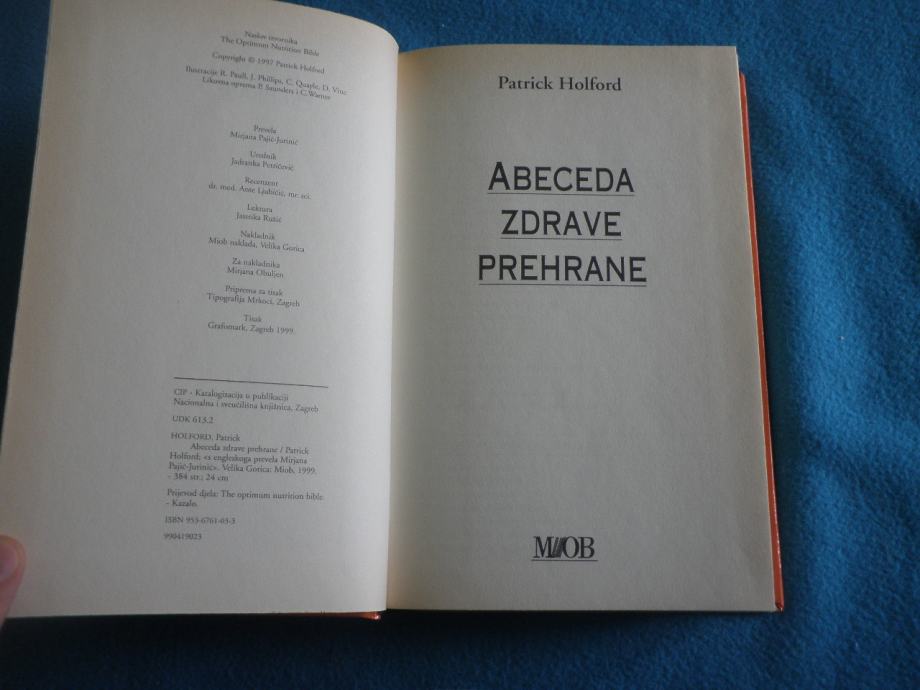 Naslov izvornika
The Optimum Nutrition Bible
Copyright © 1997 Patrick Holford
Ilustracije R. Paull, J. Phillips, C. Quayle, D. Vine
Likovna oprema P. Saunders i C. Warner
Prevela
Mirjana Pajić-Jurinić
Urednik
Jadranka Petričević
Recenzent
dr. med. Ante Ljubičić, mr. sci.
Lektura
Jasenka Ružić
Nakladnik
Miob naklada, Velika Gorica
Za nakladnika
Mirjana Obuljen
Priprema za tisak
Tipografija Mrkoci, Zagreb
Tisak
Grafomark, Zagreb 1999.
CIP - Katalogizacija u publikaciji
Nacionalna i sveučilišna knjižnica, Zagreb
UDK 613.2
HOLFORD, Patrick
Abeceda zdrave prehrane / Patrick
Holford; «s engleskoga prevela Mirjana
Pajić-Jurinić». Velika Gorica: Miob, 1999.
- 384 str.; 24 cm
Prijevod djela: The optimum nutrition bible.
- Kazalo.
ISBN 953-6761-03-3
990419023
Patrick Holford
ABECEDA
ZDRAVE
PREHRANE
MIOB